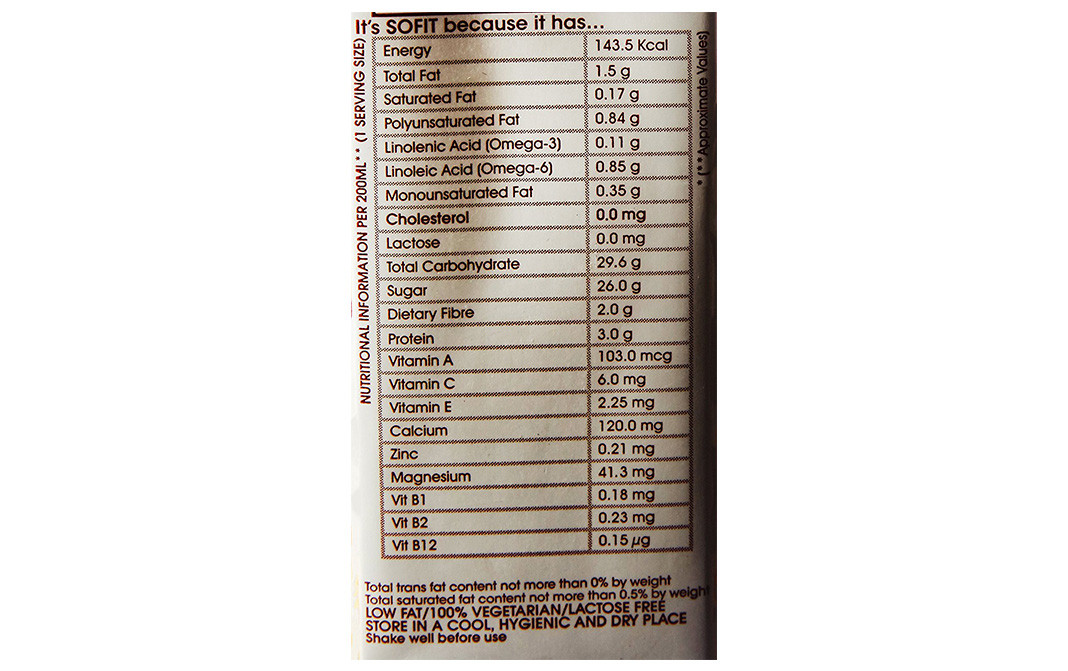 It's SOFIT because it has...
NUTRITIONAL INFORMATION PER 200ML** (1 SERVING SIZE)
Energy 143.5 Kcal
Total Fat 1.5 g
Saturated Fat 0.17 g
Polyunsaturated Fat 0.84 g
Linolenic Acid (Omega-3) 0.11 g
Linoleic Acid (Omega-6) 0.85 g
Monounsaturated Fat 0.35 g
Cholesterol 0.0 mg
Lactose 0.0 mg
Total Carbohydrate 29.6 g
Sugar 26.0 g
Dietary Fibre 2.0 g
Protein 3.0 g
Vitamin A 103.0 mcg
Vitamin C 6.0 mg
Vitamin E 2.25 mg
Calcium 120.0 mg
Zinc 0.21 mg
Magnesium 41.3 mg
Vit B1 0.18 mg
Vit B2 0.23 mg
Vit B12 0.15 µg
* (**Approximate Values)
Total trans fat content not more than 0% by weight
Total saturated fat content not more than 0.5% by weight
LOW FAT/100% VEGETARIAN/LACTOSE FREE
STORE IN A COOL, HYGIENIC AND DRY PLACE
Shake well before use